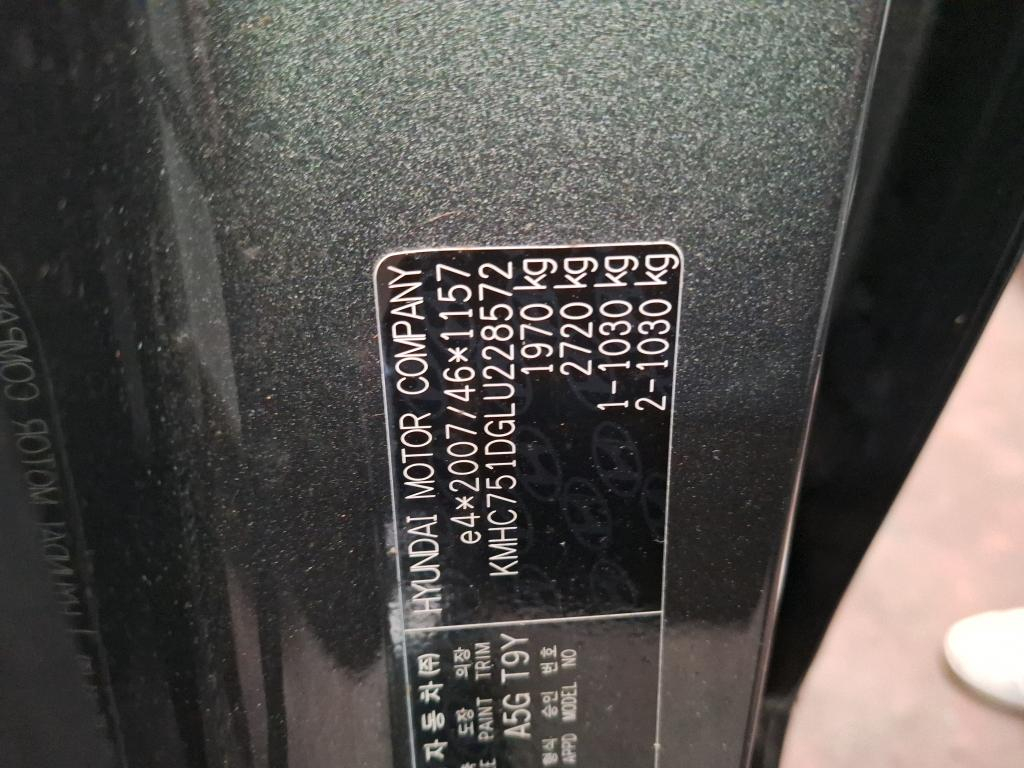 HYUNDAI MOTOR COMPANY
e4*2007/46*1157
KMHC751DGLU228572
1970 kg
2720 kg
1-1030 kg
2-1030 kg
자동차(주)
도장 외장
PAINT TRIM
A5G T9Y
형식 승인 번호
APPD MODEL NO